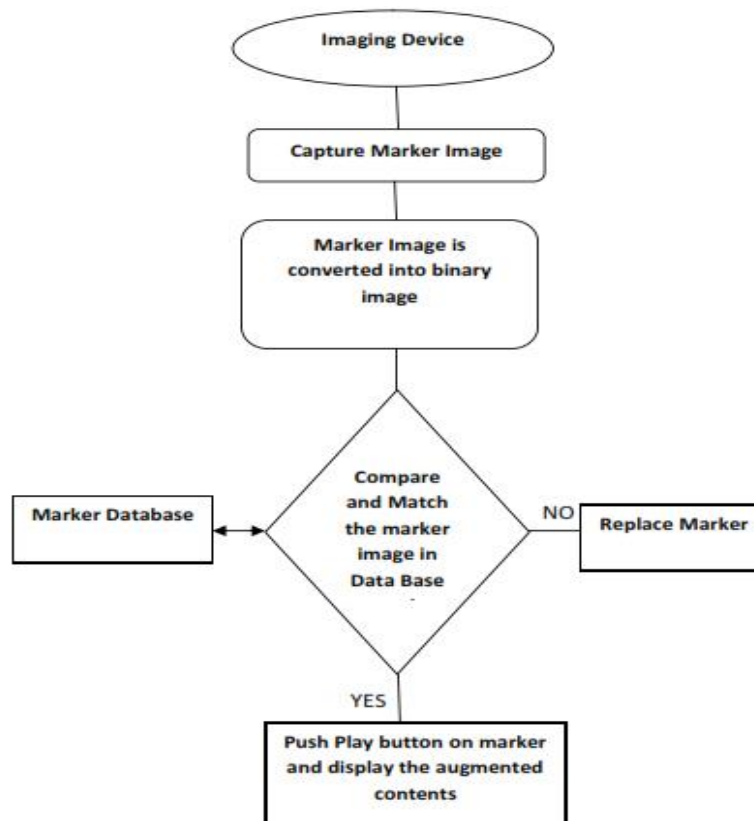 Imaging Device
Capture Marker Image
Marker Image is
converted into binary
image
Compare
and Match
the marker
image in
Data Base
Marker Database
NO
Replace Marker
YES
Push Play button on marker
and display the augmented
contents